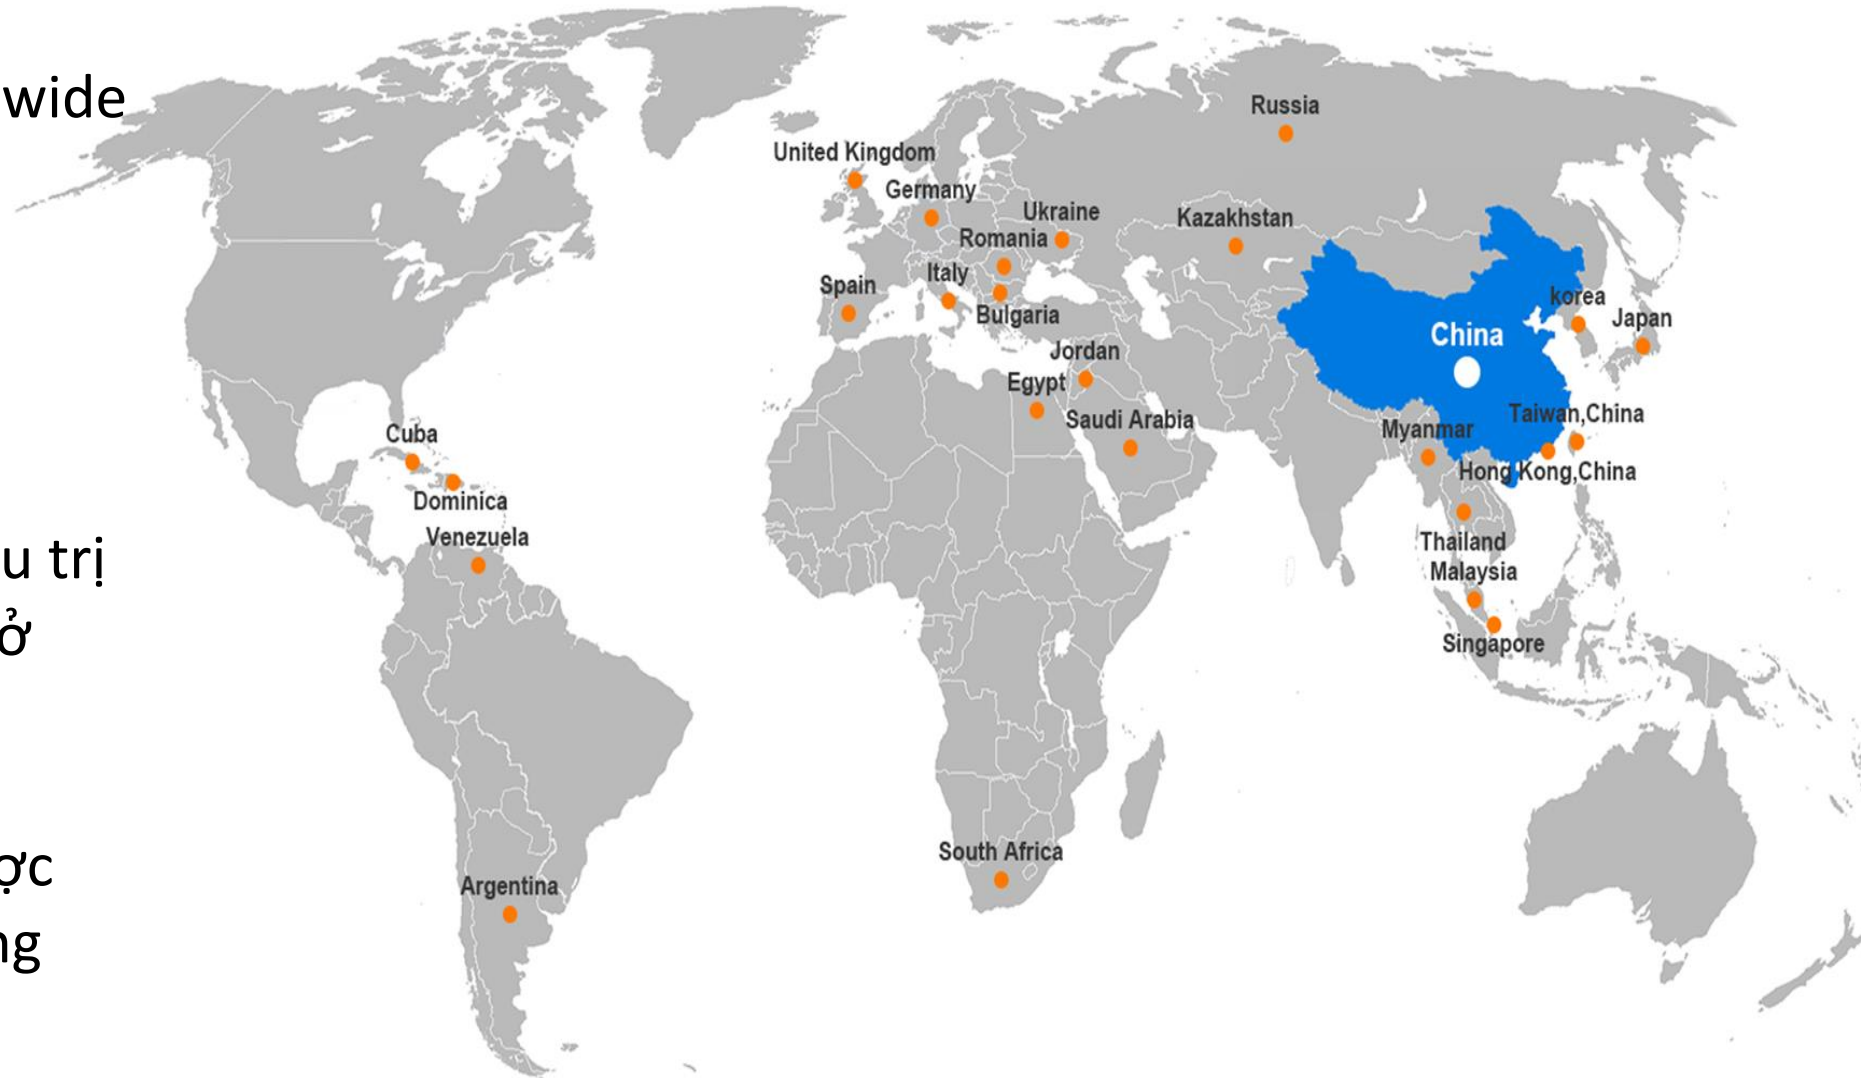 wide
u trị
ở
ợc
ng
Russia
United Kingdom
Germany
Ukraine
Kazakhstan
Romania
Italy
Spain
Bulgaria
korea
Japan
China
Jordan
Egypt
Saudi Arabia
Taiwan,China
Myanmar
Hong Kong,China
Cuba
Dominica
Venezuela
Thailand
Malaysia
Singapore
South Africa
Argentina